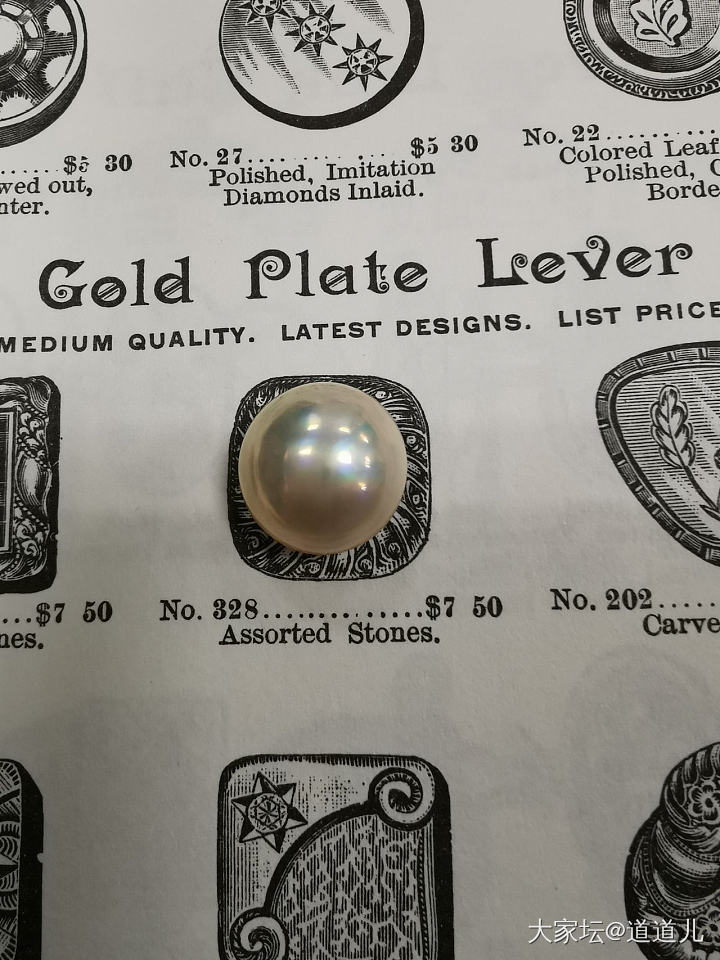 ......$5 30
wed out,
nter.
No. 27.................$5 30
Polished, Imitation
Diamonds Inlaid.
No. 22.............
Colored Leaf
Polished,
Borde
Gold Plate Lever
MEDIUM QUALITY. LATEST DESIGNS. LIST PRICE
...$7 50
nes.
No. 328.................$7 50
Assorted Stones.
No. 202.....
Carve
大家坛@道道儿